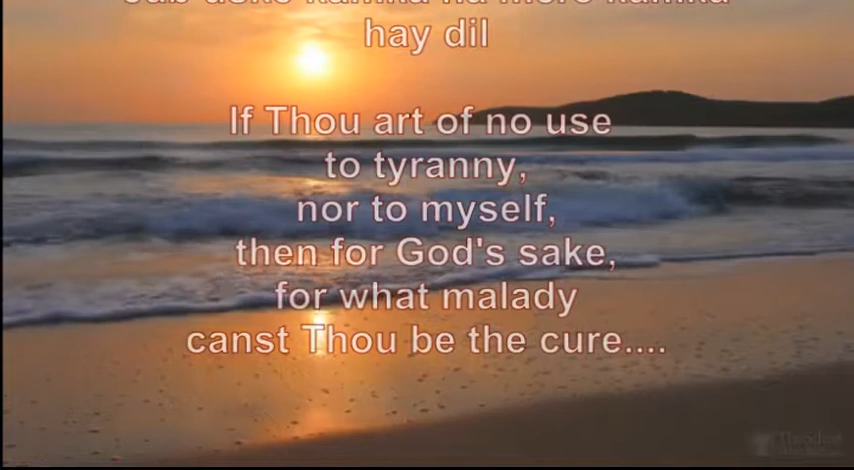 hay dil
If Thou art of no use
to tyranny,
nor to myself,
then for God's sake,
for what malady
canst Thou be the cure....